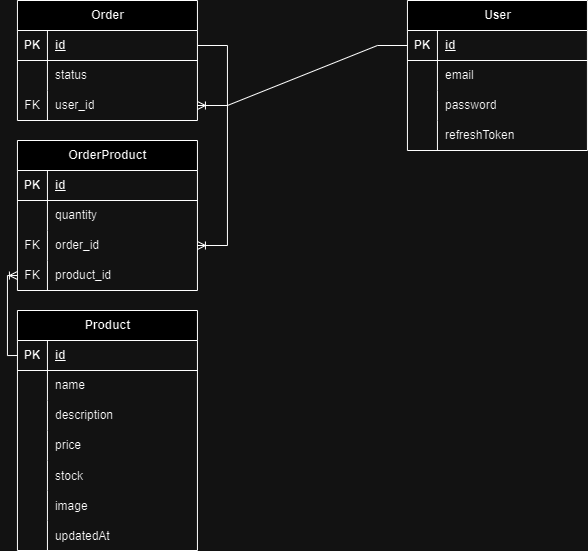 Order
PK id
status
FK user_id
User
PK id
email
password
refreshToken
OrderProduct
PK id
quantity
FK order_id
FK product_id
Product
PK id
name
description
price
stock
image
updatedAt